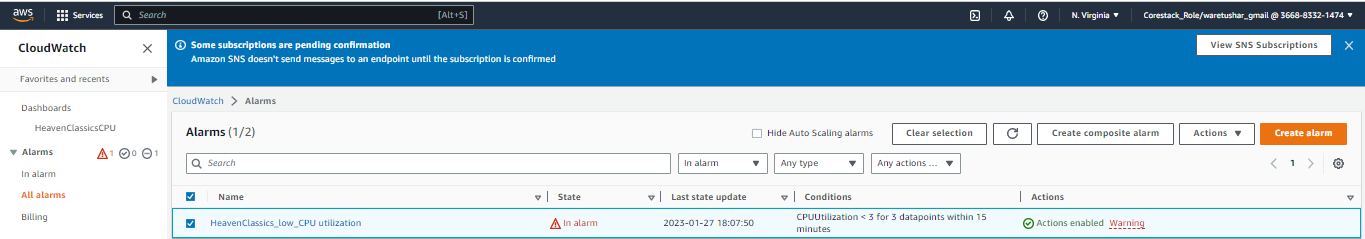 aws
Services
Search
[Alt+S]
N. Virginia
Corestack_Role/waretushar_gmail @ 3668-8332-1474
CloudWatch
Favorites and recents
Dashboards
HeavenClassicsCPU
Alarms
1
0
1
In alarm
All alarms
Billing
Some subscriptions are pending confirmation
Amazon SNS doesn't send messages to an endpoint until the subscription is confirmed
View SNS Subscriptions
CloudWatch > Alarms
Alarms (1/2)
Hide Auto Scaling alarms
Clear selection
Create composite alarm
Actions
Create alarm
Search
In alarm
Any type
Any actions ...
1
Name
State
Last state update
Conditions
Actions
HeavenClassics_low_CPU utilization
In alarm
2023-01-27 18:07:50
CPUUtilization < 3 for 3 datapoints within 15
minutes
Actions enabled
Warning